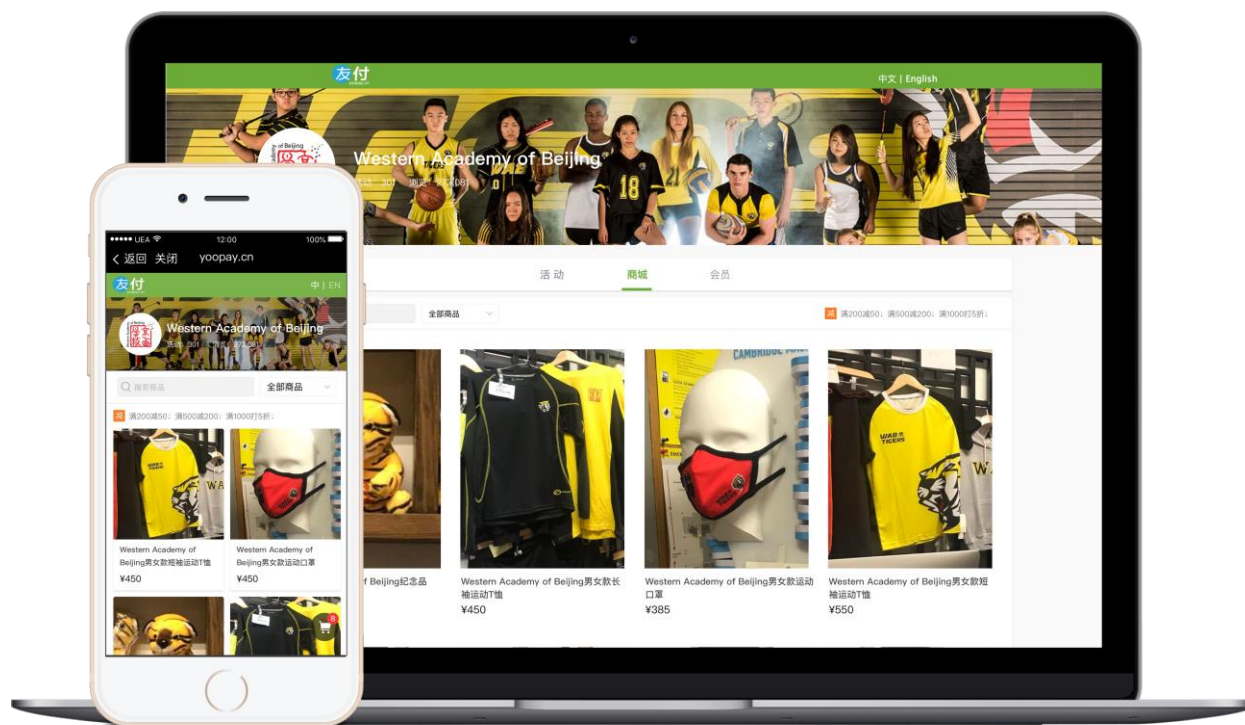 友付
中文 | English
Western Academy of Beijing
活动
商城
会员
全部商品
减 满200减50；满500减200；满1000打5折；
CAMBRIDGE
WAS
TIGERS
f Beijing纪念品
Western Academy of Beijing男女款长
袖运动T恤
¥450
Western Academy of Beijing男女款运动
口罩
¥385
Western Academy of Beijing男女款短
袖运动T恤
¥550
18
UEA
12:00
100%
返回 关闭 yoopay.cn
友付
中 | EN
Western Academy of Beijing
搜索商品
全部商品
减 满200减50；满500减200；满1000打5折；
WAS
TIGERS
Western Academy of
Beijing男女款短袖运动T恤
¥450
Western Academy of
Beijing男女款运动口罩
¥450
8